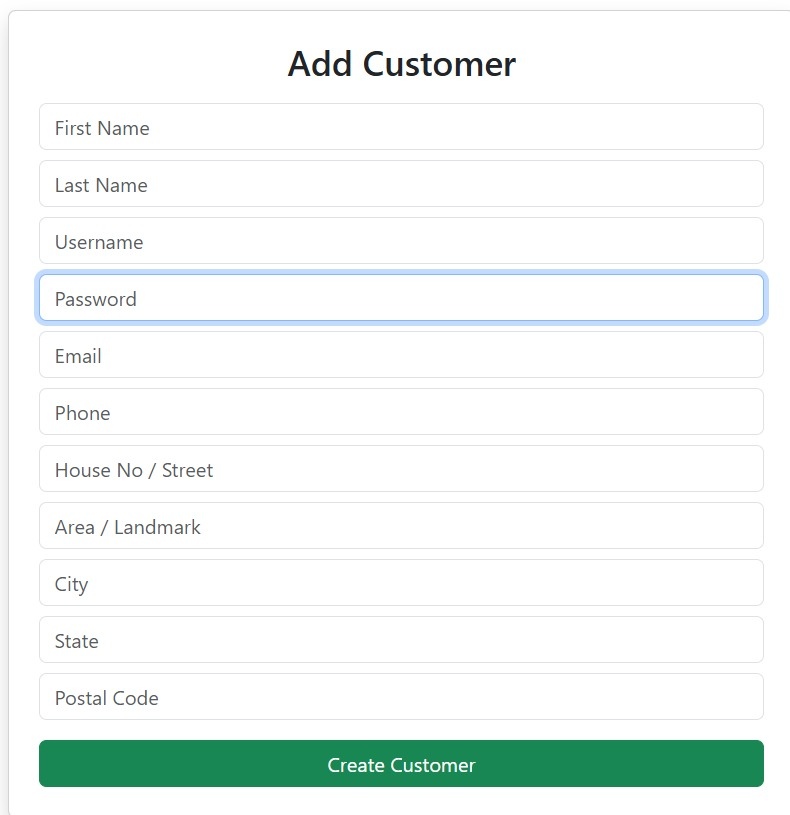 Add Customer
First Name
Last Name
Username
Password
Email
Phone
House No / Street
Area / Landmark
City
State
Postal Code
Create Customer